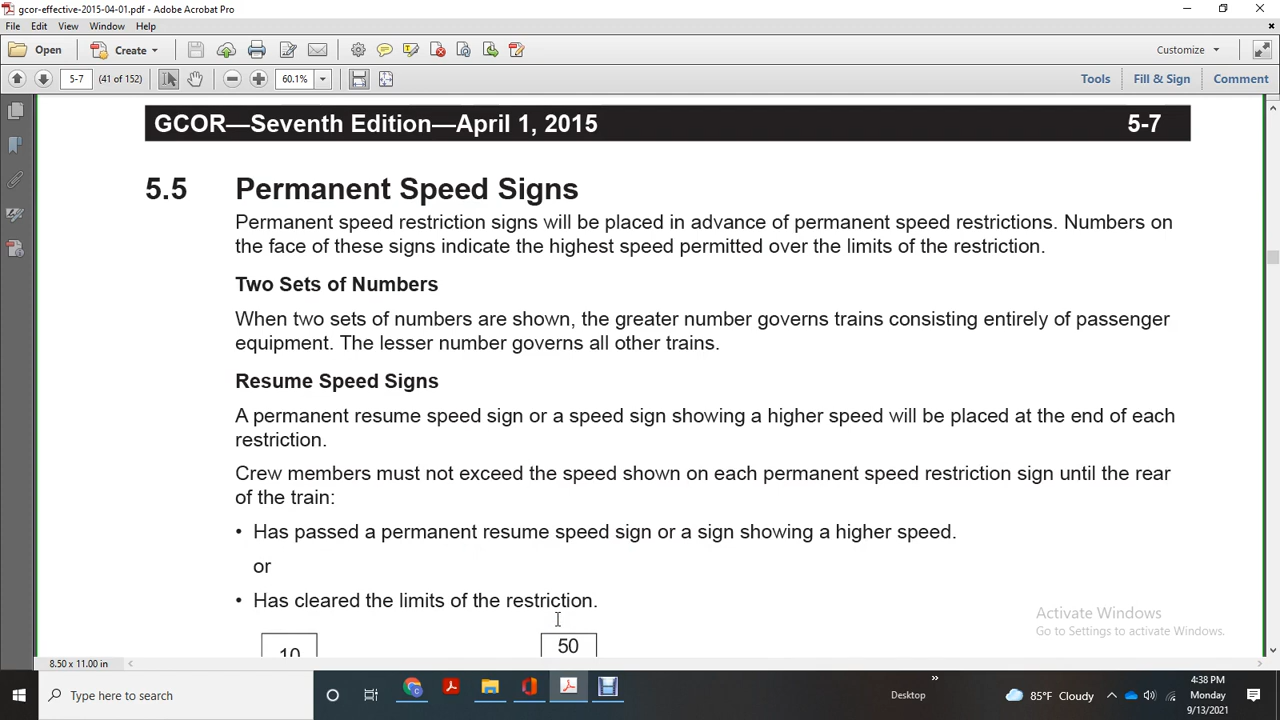 gcor-effective-2015-04-01.pdf - Adobe Acrobat Pro
File Edit View Window Help
Open Create Customize
5-7 (41 of 152) 60.1% Tools Fill & Sign Comment
GCOR—Seventh Edition—April 1, 2015 5-7
5.5 Permanent Speed Signs
Permanent speed restriction signs will be placed in advance of permanent speed restrictions. Numbers on
the face of these signs indicate the highest speed permitted over the limits of the restriction.
Two Sets of Numbers
When two sets of numbers are shown, the greater number governs trains consisting entirely of passenger
equipment. The lesser number governs all other trains.
Resume Speed Signs
A permanent resume speed sign or a speed sign showing a higher speed will be placed at the end of each
restriction.
Crew members must not exceed the speed shown on each permanent speed restriction sign until the rear
of the train:
• Has passed a permanent resume speed sign or a sign showing a higher speed.
or
• Has cleared the limits of the restriction.
10 50
Activate Windows
Go to Settings to activate Windows.
8.50 x 11.00 in
Type here to search
Desktop
85°F Cloudy
4:38 PM
Monday
9/13/2021